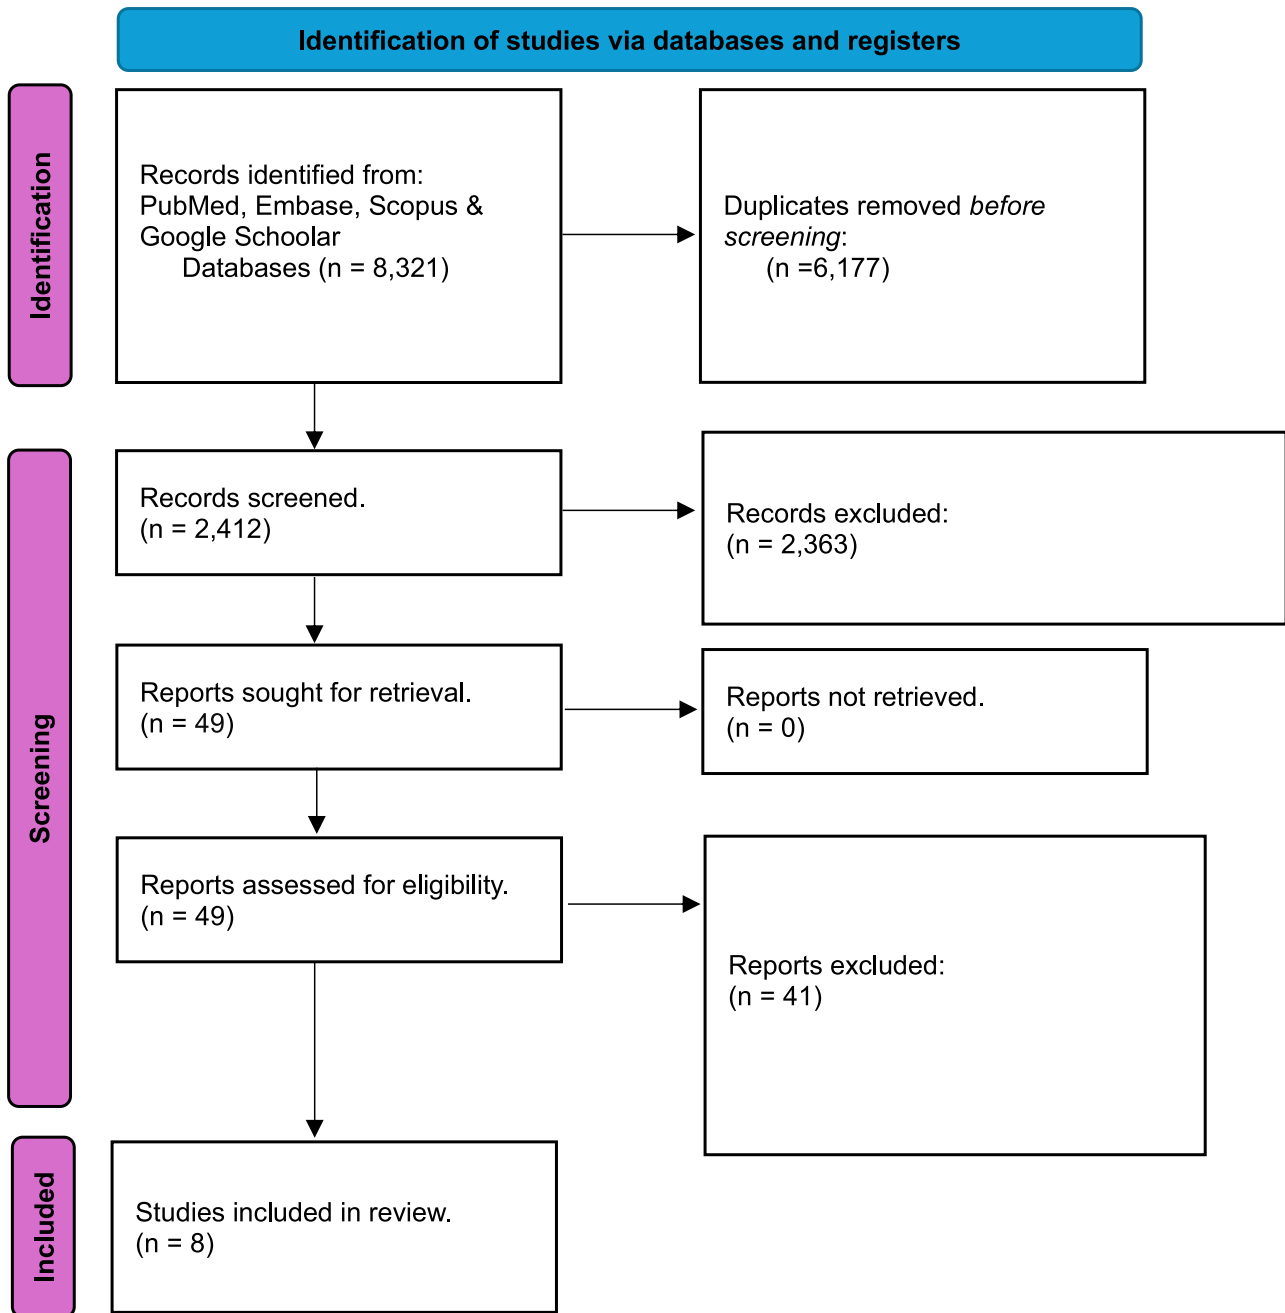 Identification of studies via databases and registers
Identification
Records identified from:
PubMed, Embase, Scopus &
Google Schoolar
Databases (n = 8,321)
Duplicates removed before
screening:
(n =6,177)
Screening
Records screened.
(n = 2,412)
Records excluded:
(n = 2,363)
Reports sought for retrieval.
(n = 49)
Reports not retrieved.
(n = 0)
Reports assessed for eligibility.
(n = 49)
Reports excluded:
(n = 41)
Included
Studies included in review.
(n = 8)